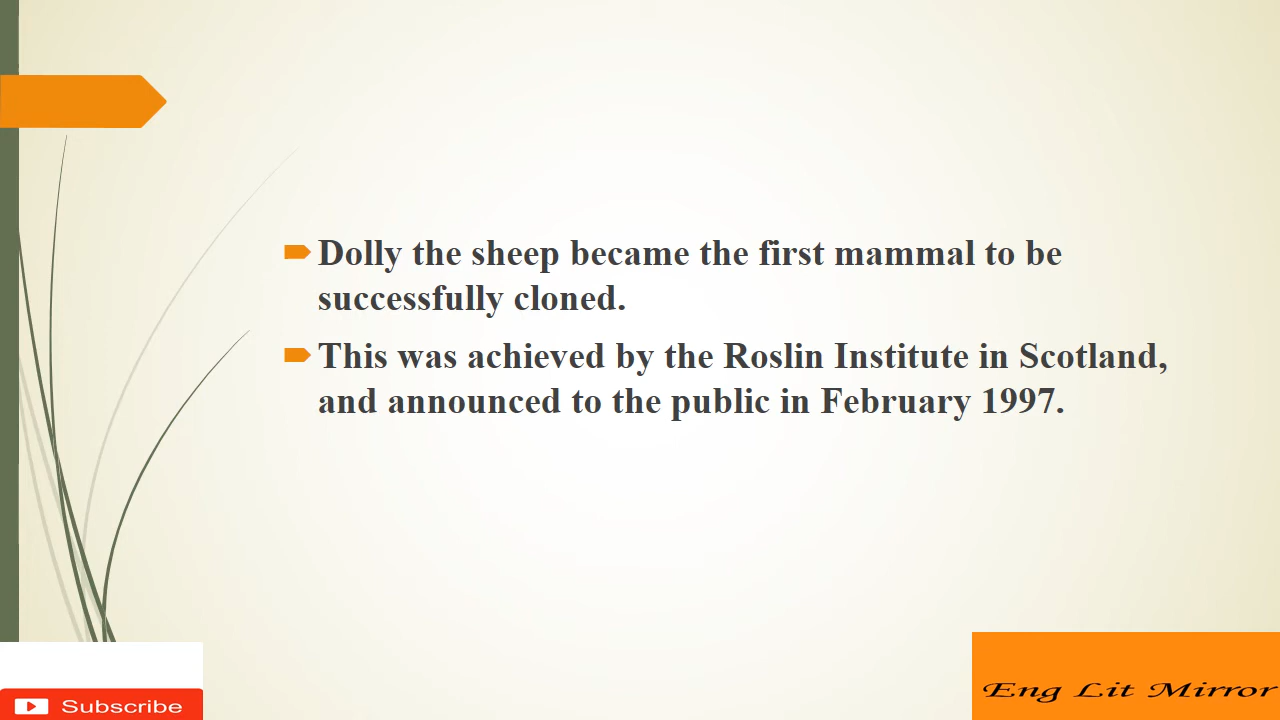 Dolly the sheep became the first mammal to be
successfully cloned.
This was achieved by the Roslin Institute in Scotland,
and announced to the public in February 1997.
Subscribe
Eng Lit Mirror